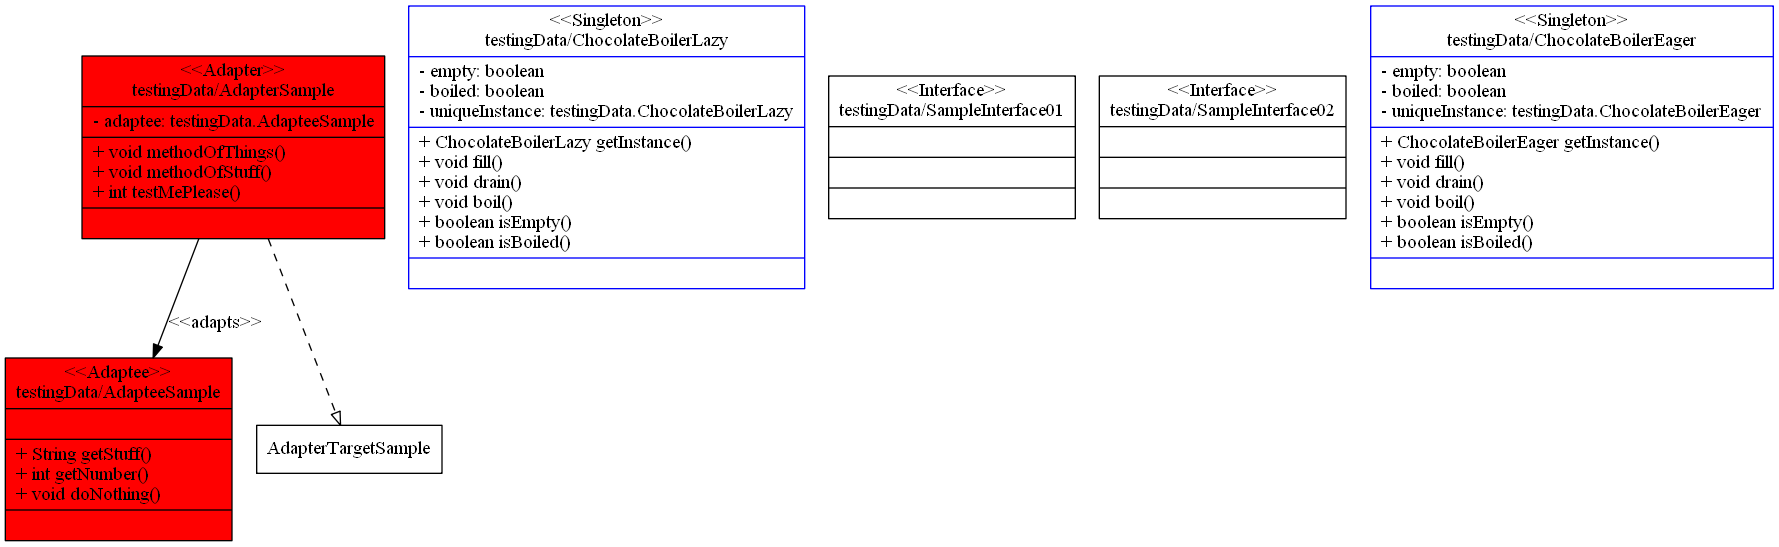 <<Adapter>>
testingData/AdapterSample
- adaptee: testingData.AdapteeSample
+ void methodOfThings()
+ void methodOfStuff()
+ int testMePlease()
<<Singleton>>
testingData/ChocolateBoilerLazy
- empty: boolean
- boiled: boolean
- uniqueInstance: testingData.ChocolateBoilerLazy
+ ChocolateBoilerLazy getInstance()
+ void fill()
+ void drain()
+ void boil()
+ boolean isEmpty()
+ boolean isBoiled()
<<Interface>>
testingData/SampleInterface01
<<Interface>>
testingData/SampleInterface02
<<Singleton>>
testingData/ChocolateBoilerEager
- empty: boolean
- boiled: boolean
- uniqueInstance: testingData.ChocolateBoilerEager
+ ChocolateBoilerEager getInstance()
+ void fill()
+ void drain()
+ void boil()
+ boolean isEmpty()
+ boolean isBoiled()
<<adapts>>
<<Adaptee>>
testingData/AdapteeSample
+ String getStuff()
+ int getNumber()
+ void doNothing()
AdapterTargetSample